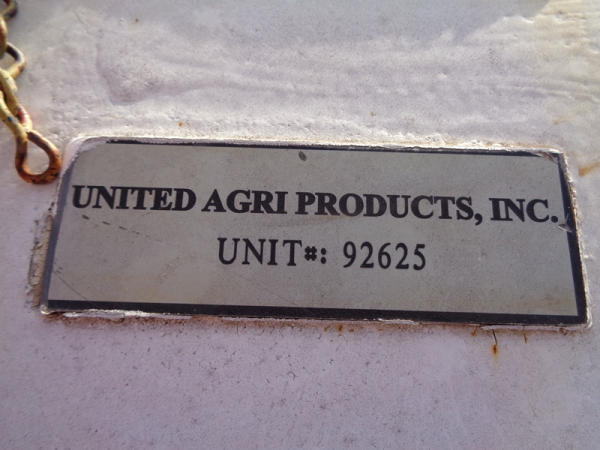 UNITED AGRI PRODUCTS, INC.
UNIT#: 92625